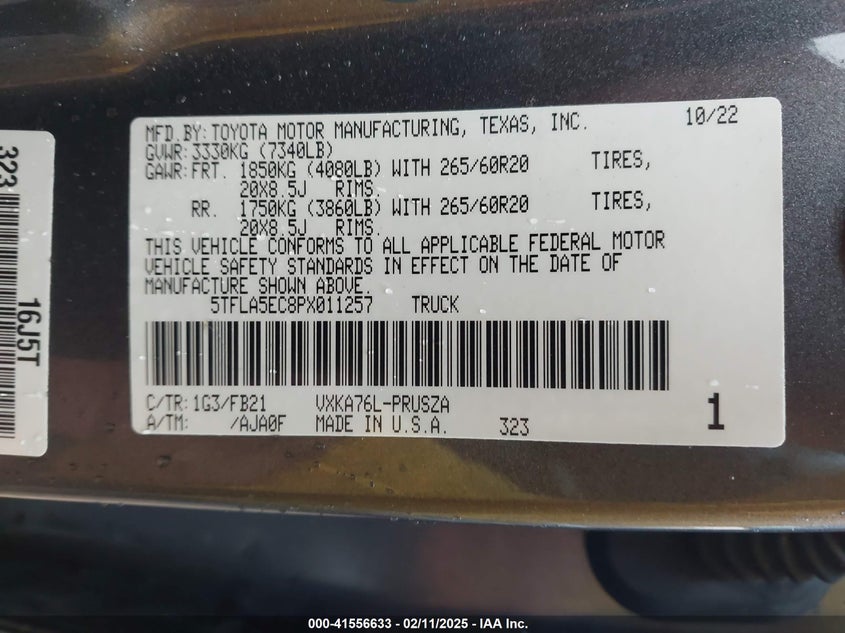 323
16J5T
MFD.BY:TOYOTA MOTOR MANUFACTURING, TEXAS, INC. 10/22
GVWR:3330KG (7340LB)
GAWR:FRT. 1850KG (4080LB) WITH 265/60R20 TIRES,
20X8.5J RIMS.
RR. 1750KG (3860LB) WITH 265/60R20 TIRES,
20X8.5J RIMS.
THIS VEHICLE CONFORMS TO ALL APPLICABLE FEDERAL MOTOR
VEHICLE SAFETY STANDARDS IN EFFECT ON THE DATE OF
MANUFACTURE SHOWN ABOVE.
5TFLA5EC8PX011257 TRUCK
C/TR:1G3/FB21 VXKA76L-PRUSZA
A/TM: /AJA0F MADE IN U.S.A. 323 1
000-41556633 - 02/11/2025 - IAA Inc.